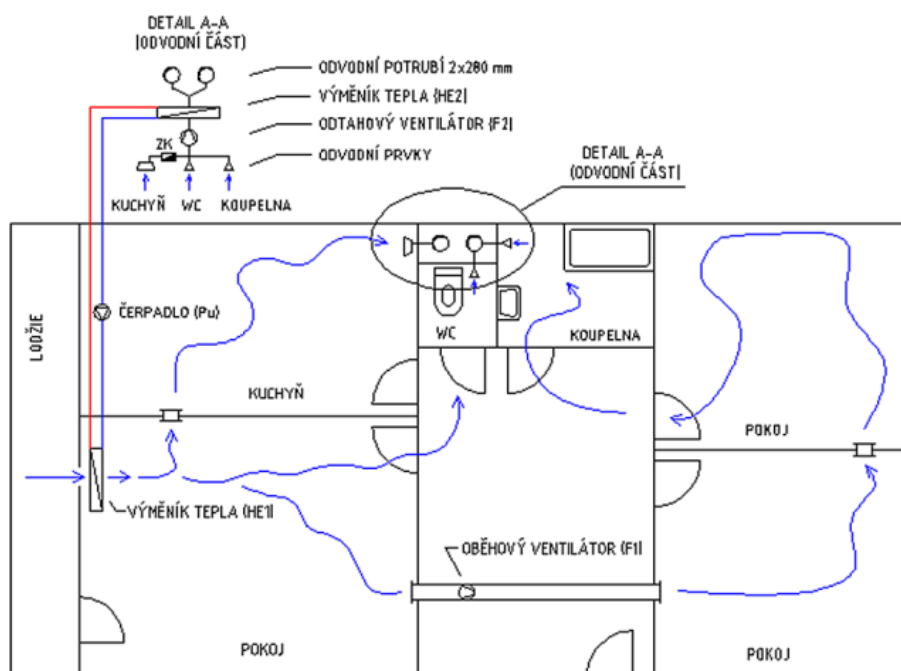 DETAIL A-A
(ODVODNÍ ČÁST)
ODVODNÍ POTRUBÍ 2x280 mm
VÝMĚNÍK TEPLA (HE2)
ODTAHOVÝ VENTILÁTOR (F2)
ZK
ODVODNÍ PRVKY
KUCHYŇ WC KOUPELNA
DETAIL A-A
(ODVODNÍ ČÁST)
LODŽIE
ČERPADLO (Pu)
WC
KOUPELNA
KUCHYŇ
POKOJ
VÝMĚNÍK TEPLA (HE1)
OBĚHOVÝ VENTILÁTOR (F1)
POKOJ
POKOJ